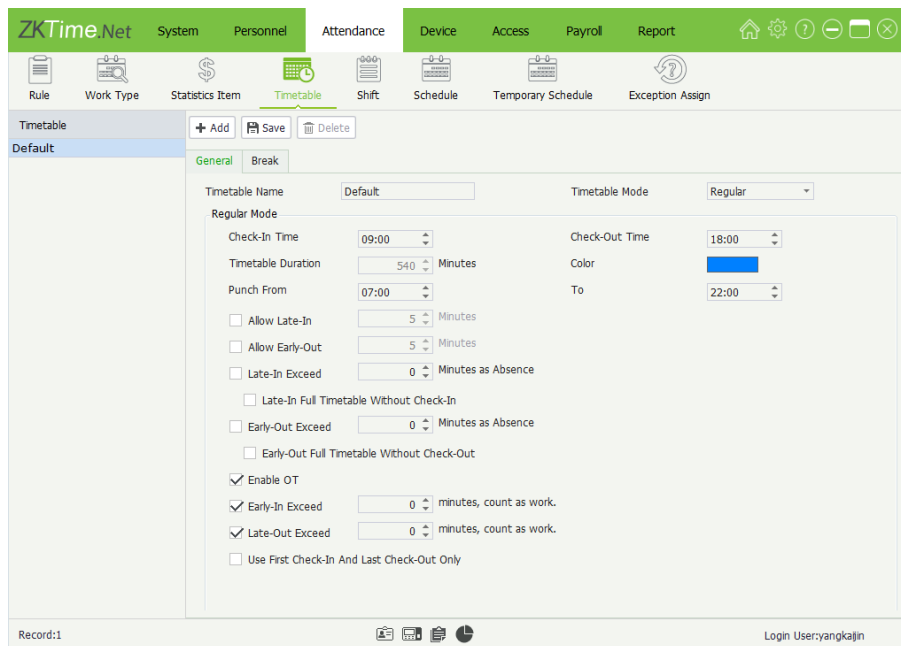 ZKTime.Net System Personnel Attendance Device Access Payroll Report
Rule Work Type Statistics Item Timetable Shift Schedule Temporary Schedule Exception Assign
Timetable
Default
Add Save Delete
General Break
Timetable Name Default Timetable Mode Regular
Regular Mode
Check-In Time 09:00 Check-Out Time 18:00
Timetable Duration 540 Minutes Color
Punch From 07:00 To 22:00
Allow Late-In 5 Minutes
Allow Early-Out 5 Minutes
Late-In Exceed 0 Minutes as Absence
Late-In Full Timetable Without Check-In
Early-Out Exceed 0 Minutes as Absence
Early-Out Full Timetable Without Check-Out
Enable OT
Early-In Exceed 0 minutes, count as work.
Late-Out Exceed 0 minutes, count as work.
Use First Check-In And Last Check-Out Only
Record:1 Login User:yangkaijin